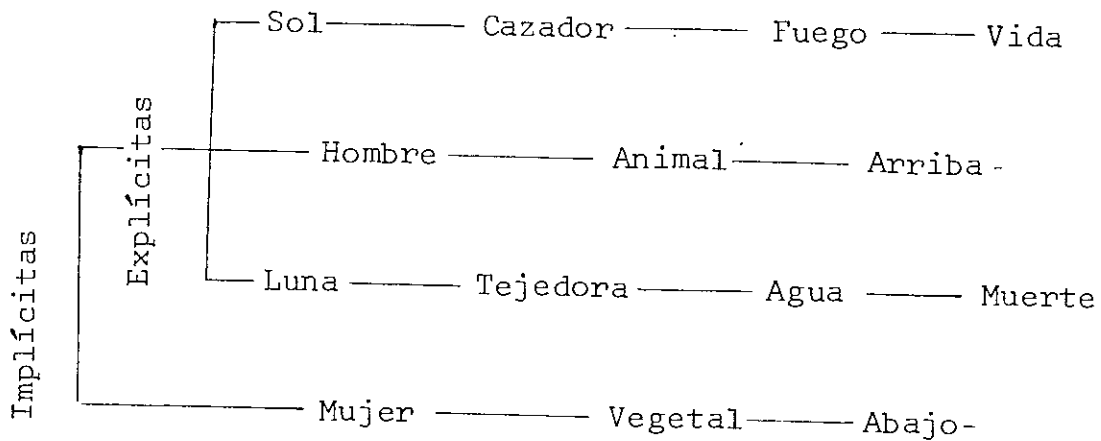 Sol Cazador Fuego Vida
Explícitas
Hombre Animal Arriba -
Implícitas
Luna Tejedora Agua Muerte
Mujer Vegetal Abajo-